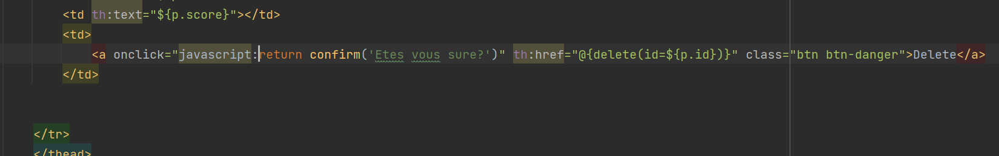 <td th:text="${p.score}"></td>
<td>
<a onclick="javascript:return confirm('Etes vous sure?')" th:href="@{delete(id=${p.id})}" class="btn btn-danger">Delete</a>
</td>
</tr>
</thead>